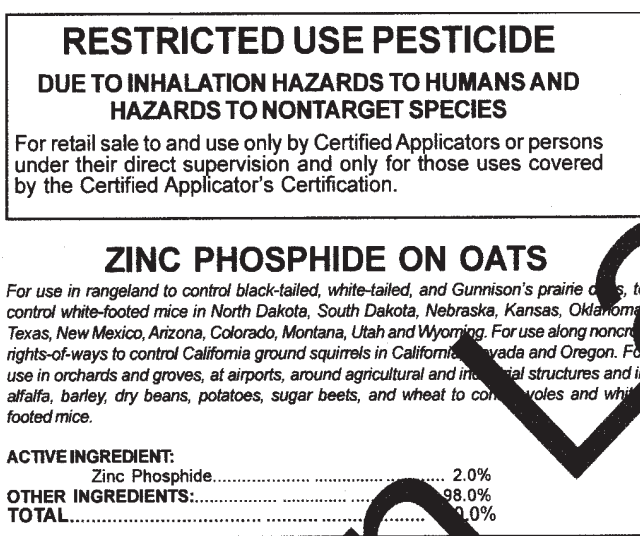 RESTRICTED USE PESTICIDE
DUE TO INHALATION HAZARDS TO HUMANS AND
HAZARDS TO NONTARGET SPECIES
For retail sale to and use only by Certified Applicators or persons
under their direct supervision and only for those uses covered
by the Certified Applicator's Certification.
ZINC PHOSPHIDE ON OATS
For use in rangeland to control black-tailed, white-tailed, and Gunnison's prairie
control white-footed mice in North Dakota, South Dakota, Nebraska, Kansas, Oklahoma
Texas, New Mexico, Arizona, Colorado, Montana, Utah and Wyoming. For use along
rights-of-ways to control California ground squirrels in California and Oregon.
use in orchards and groves, at airports, around agricultural and structures and
alfalfa, barley, dry beans, potatoes, sugar beets, and wheat to voles and
footed mice.
ACTIVE INGREDIENT:
Zinc Phosphide........................................................ 2.0%
OTHER INGREDIENTS:.......................................98.0%
TOTAL.............................................................